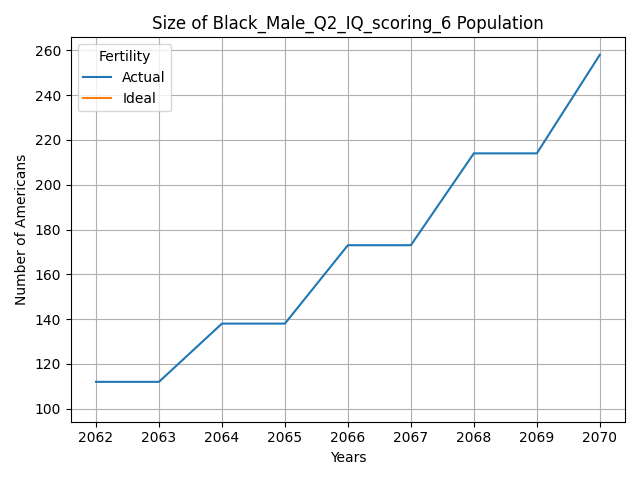 Size of Black_Male_Q2_IQ_scoring_6 Population
Fertility
Actual
Ideal
Number of Americans
260
240
220
200
180
160
140
120
100
2062 2063 2064 2065 2066 2067 2068 2069 2070
Years